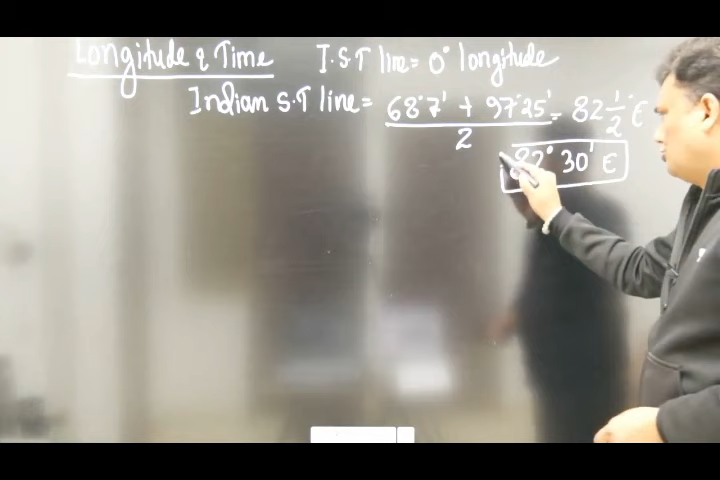 Longitude & Time I.S.T line = 0° longitude
Indian S.T line = 68°7' + 97°25' / 2 = 82 1/2° E
82° 30' E